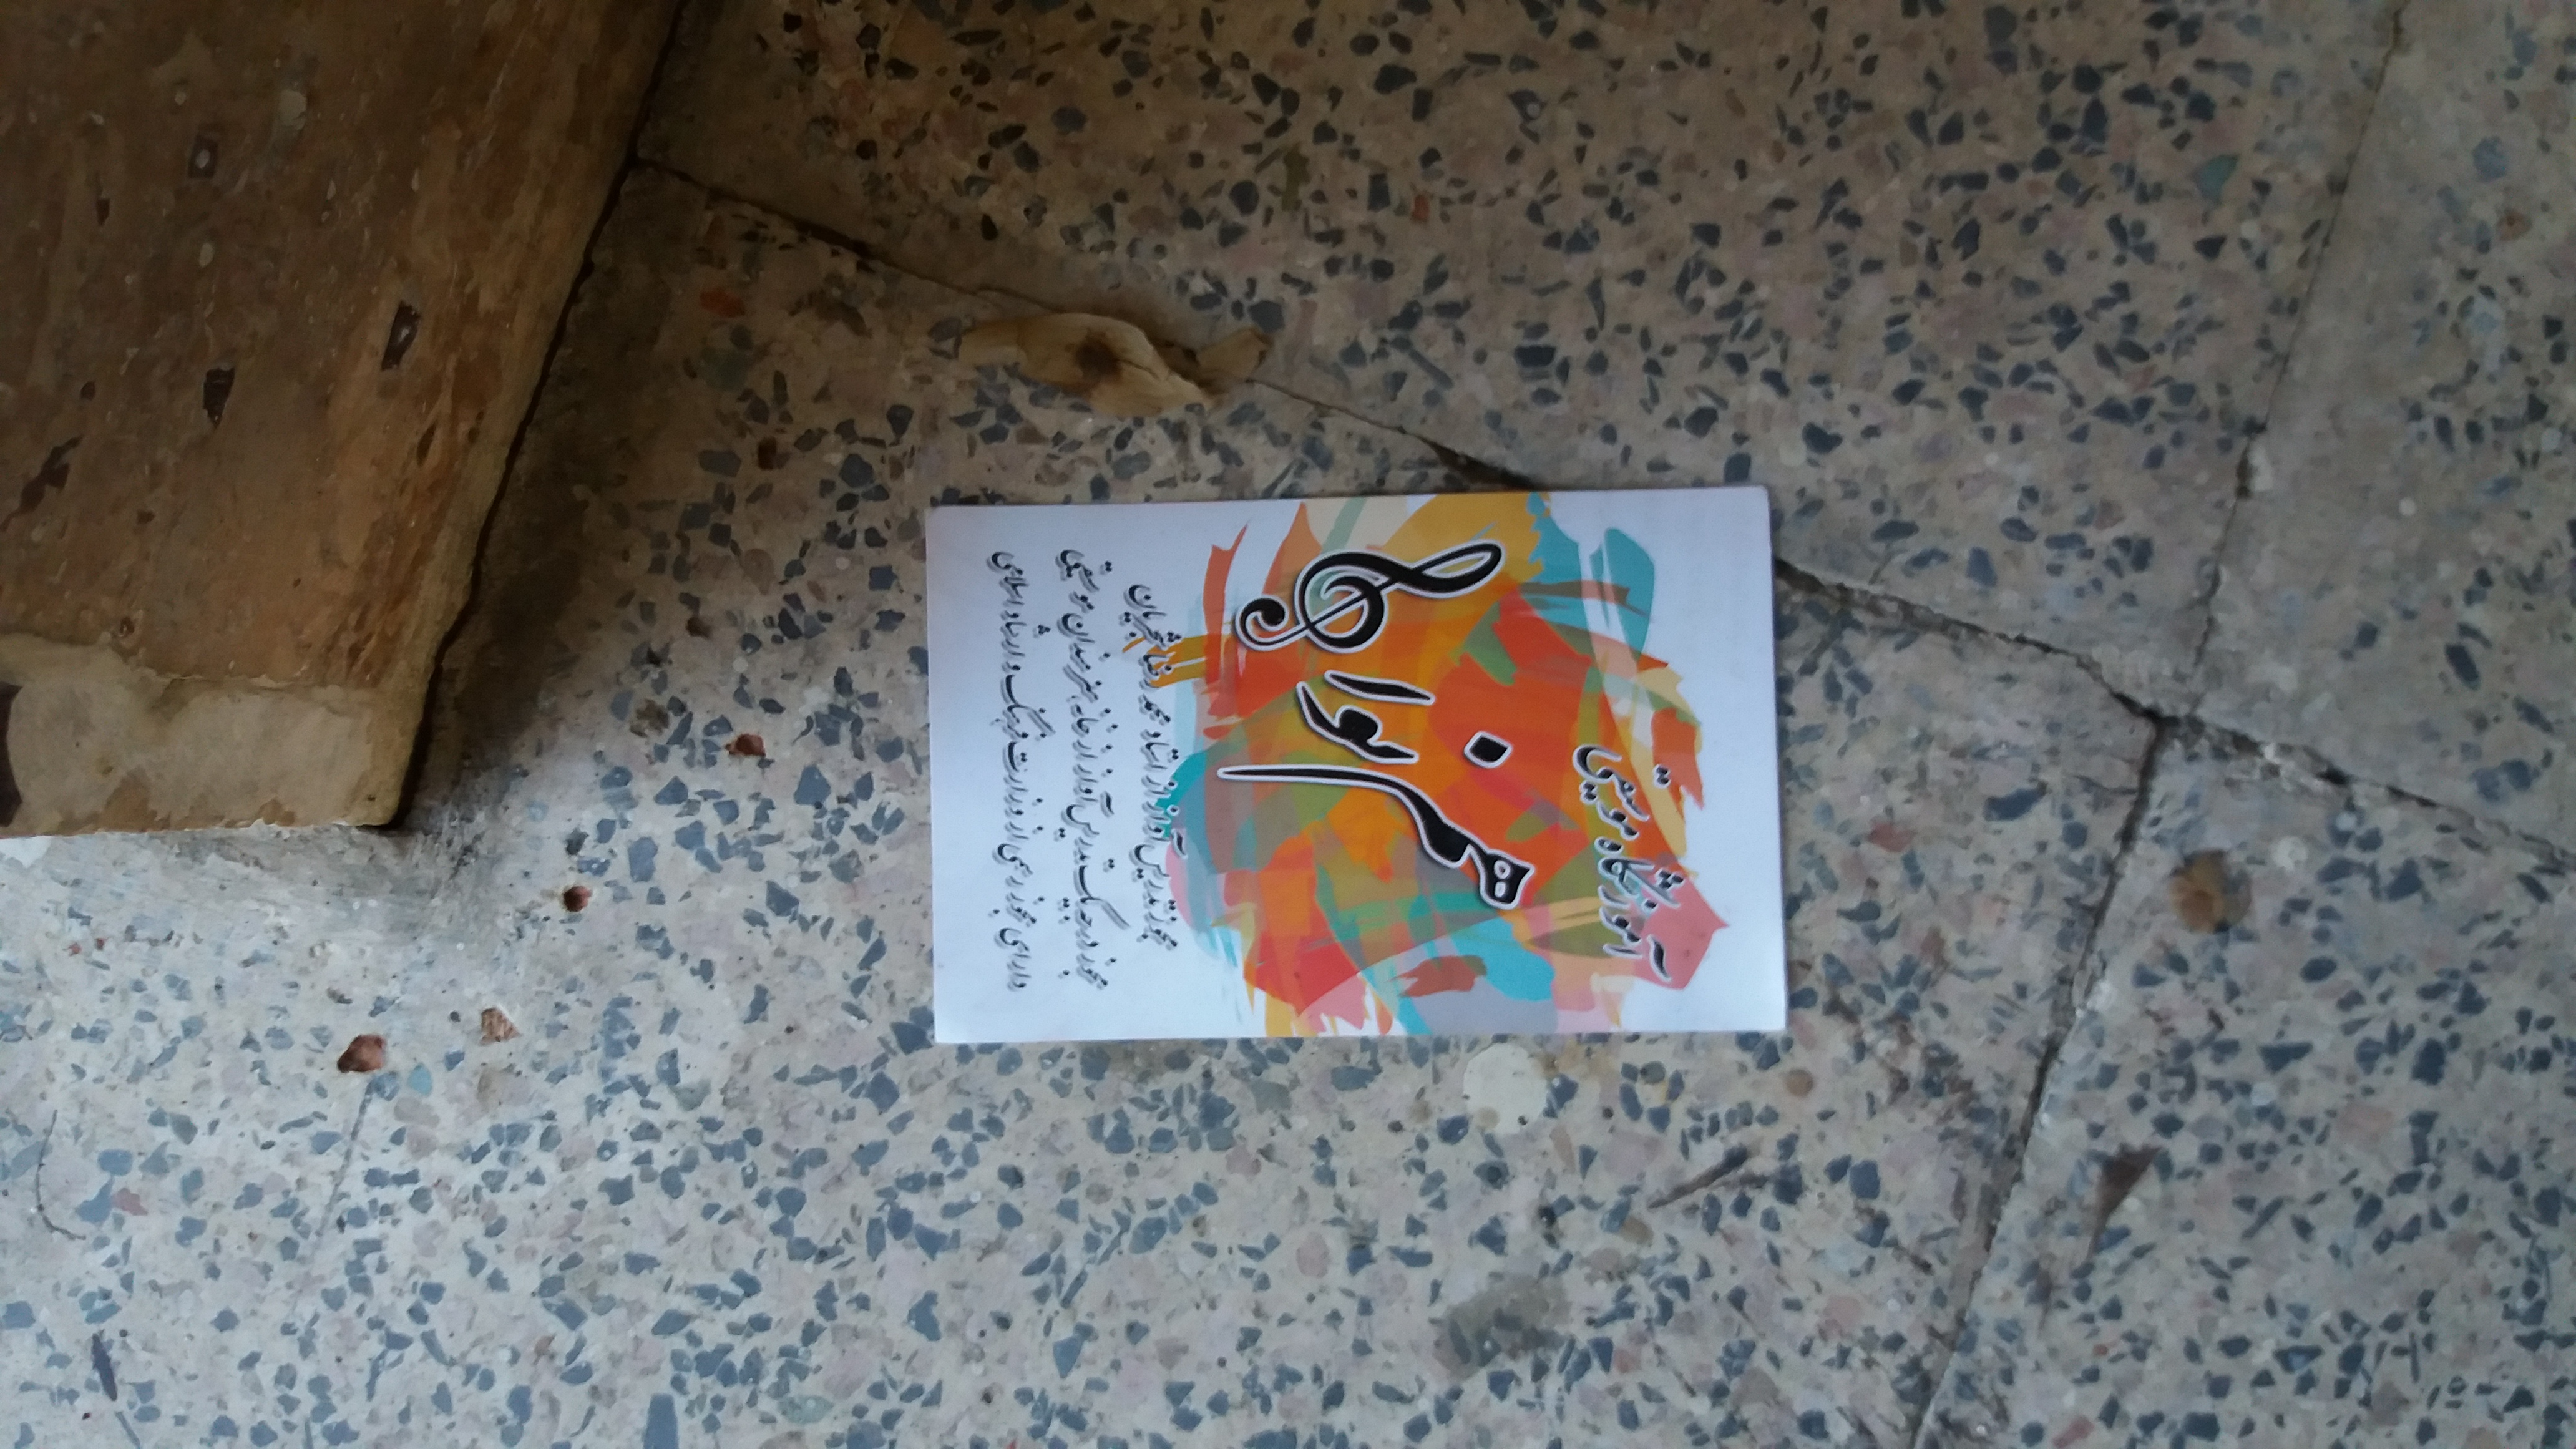 آموزشگاه موسیقی
هم نوا
مجوز تدریس آواز از استاد محمد رضا شجریان
مجوز درجه یک تدریس آواز از خانه هنرمندان موسیقی
دارای مجوز رسمی از وزارت فرهنگ و ارشاد اسلامی